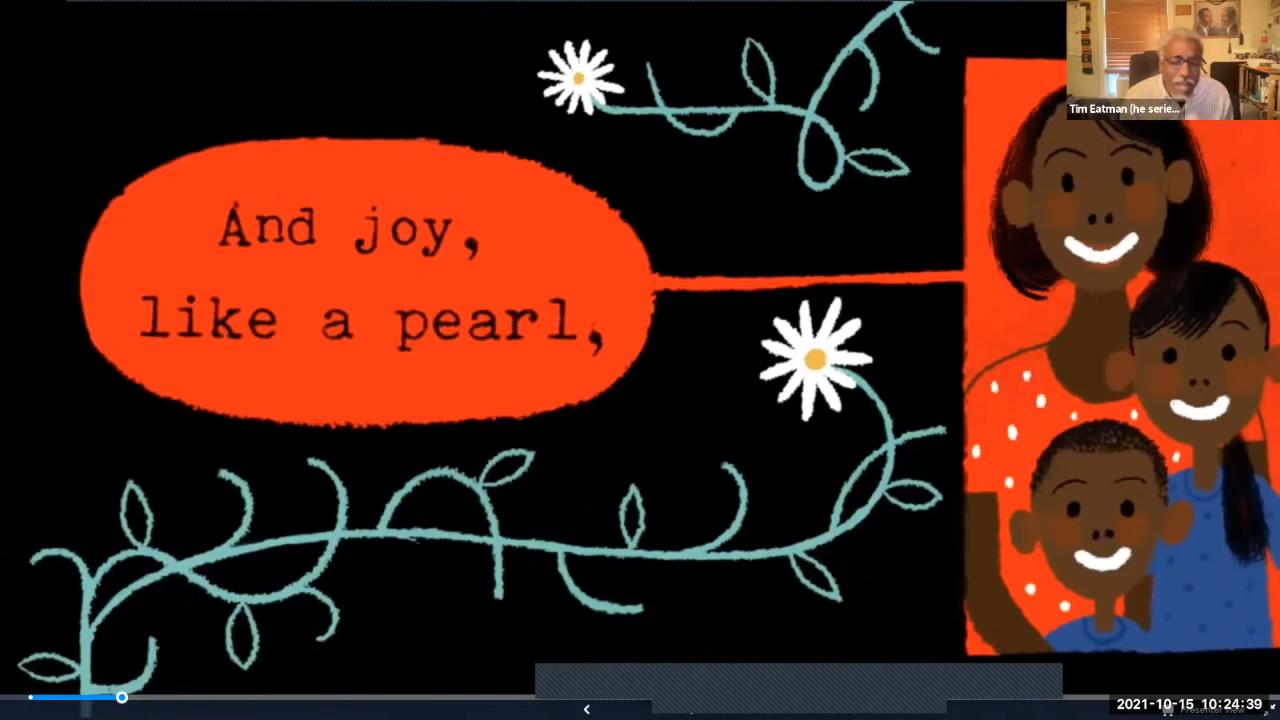 And joy,
like a pearl,
Tim Eatman (he serie...
2021-10-15 10:24:39